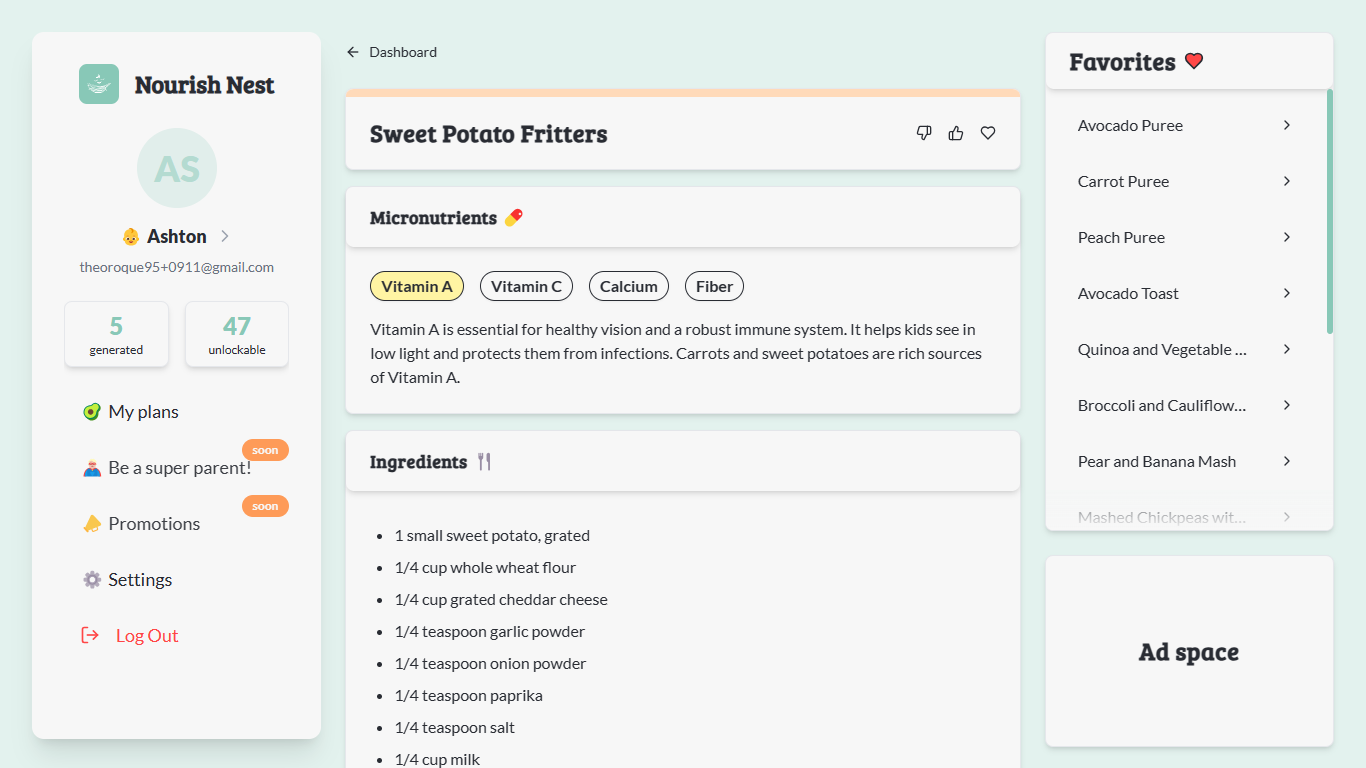 Nourish Nest
AS
Ashton
theoroque95+0911@gmail.com
5
generated
47
unlockable
My plans
soon
Be a super parent!
soon
Promotions
Settings
Log Out
Dashboard
Sweet Potato Fritters
Micronutrients
Vitamin A
Vitamin C
Calcium
Fiber
Vitamin A is essential for healthy vision and a robust immune system. It helps kids see in
low light and protects them from infections. Carrots and sweet potatoes are rich sources
of Vitamin A.
Ingredients
• 1 small sweet potato, grated
• 1/4 cup whole wheat flour
• 1/4 cup grated cheddar cheese
• 1/4 teaspoon garlic powder
• 1/4 teaspoon onion powder
• 1/4 teaspoon paprika
• 1/4 teaspoon salt
• 1/4 cup milk
Favorites
Avocado Puree
Carrot Puree
Peach Puree
Avocado Toast
Quinoa and Vegetable ...
Broccoli and Cauliflow...
Pear and Banana Mash
Mashed Chickpeas wit...
Ad space